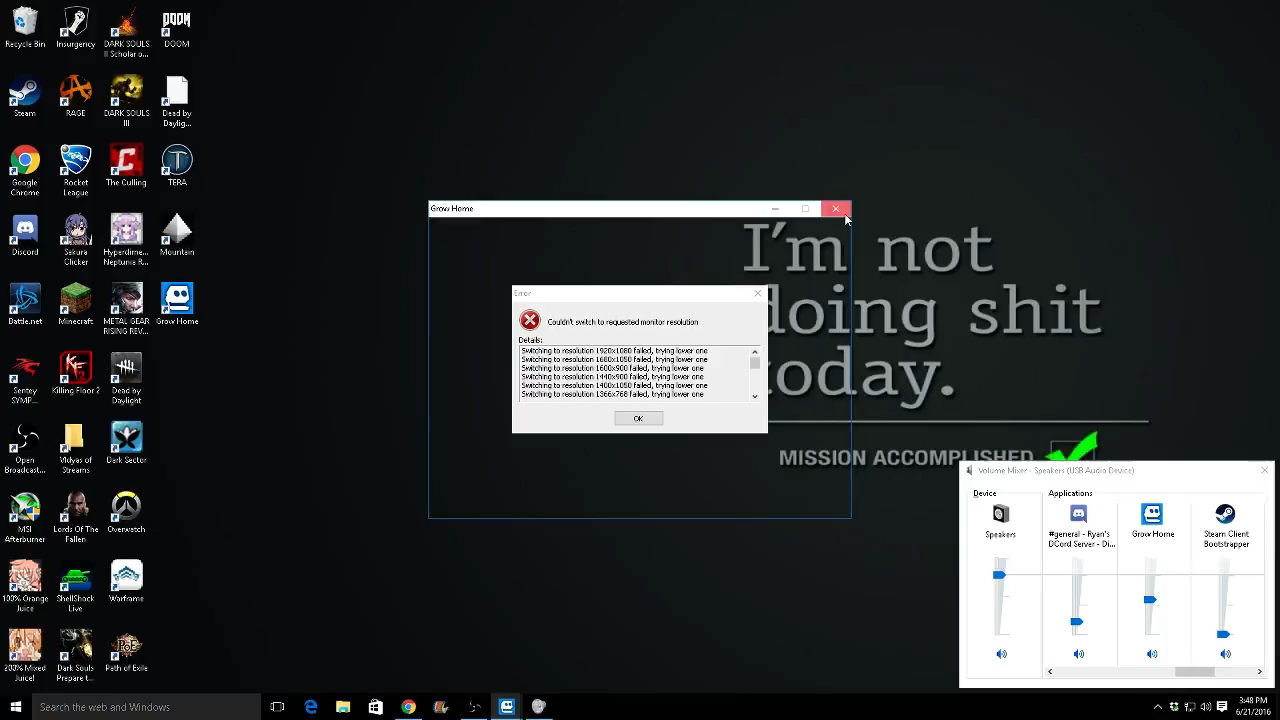 Recycle Bin
Insurgency
DARK SOULS
II Scholar o...
DOOM
DOOM
Steam
RAGE
DARK SOULS
III
Dead by
Daylig...
Google
Chrome
Rocket
League
The Culling
TERA
Discord
Sakura
Clicker
Hyperdime...
Neptunia R...
Mountain
Battle.net
Minecraft
METAL GEAR
RISING REV...
Grow Home
Sentey
SYMP...
Killing Floor 2
Dead by
Daylight
Open
Broadcast...
Vidyas of
Streams
Dark Sector
MSI
Afterburner
Lords Of The
Fallen
Overwatch
100% Orange
Juice
ShellShock
Live
Warframe
200% Mixed
Juice!
Dark Souls
Prepare t...
PoE
Path of Exile
Grow Home
I'm not
doing shit
today.
MISSION ACCOMPLISHED
Error
Couldn't switch to requested monitor resolution
Details:
Switching to resolution 1920x1080 failed, trying lower one
Switching to resolution 1680x1050 failed, trying lower one
Switching to resolution 1600x900 failed, trying lower one
Switching to resolution 1440x900 failed, trying lower one
Switching to resolution 1400x1050 failed, trying lower one
Switching to resolution 1366x768 failed, trying lower one
OK
Volume Mixer - Speakers (USB Audio Device)
Device
Applications
Speakers
#general - Ryan's
DCord Server - Di...
Grow Home
Steam Client
Bootstrapper
Search the web and Windows
3:48 PM
6/21/2016